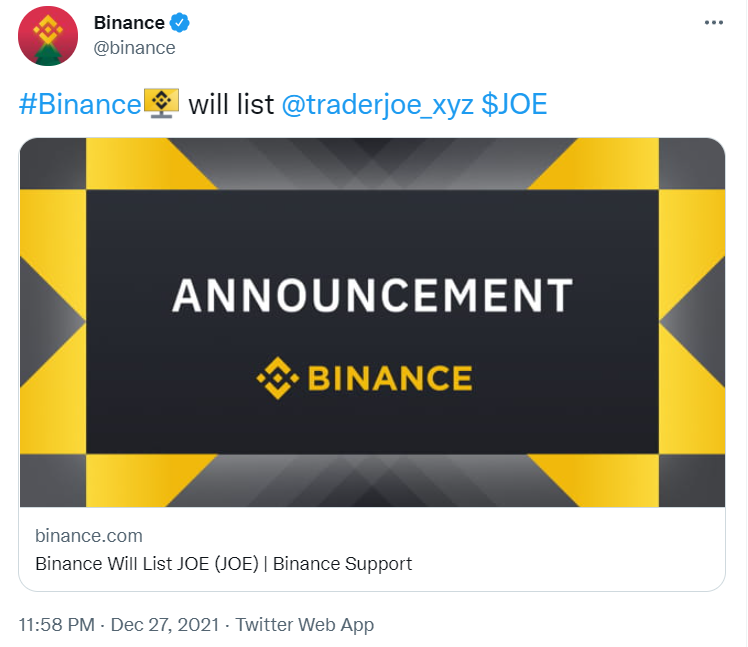 Binance
@binance
#Binance will list @traderjoe_xyz $JOE
ANNOUNCEMENT
BINANCE
binance.com
Binance Will List JOE (JOE) | Binance Support
11:58 PM · Dec 27, 2021 · Twitter Web App